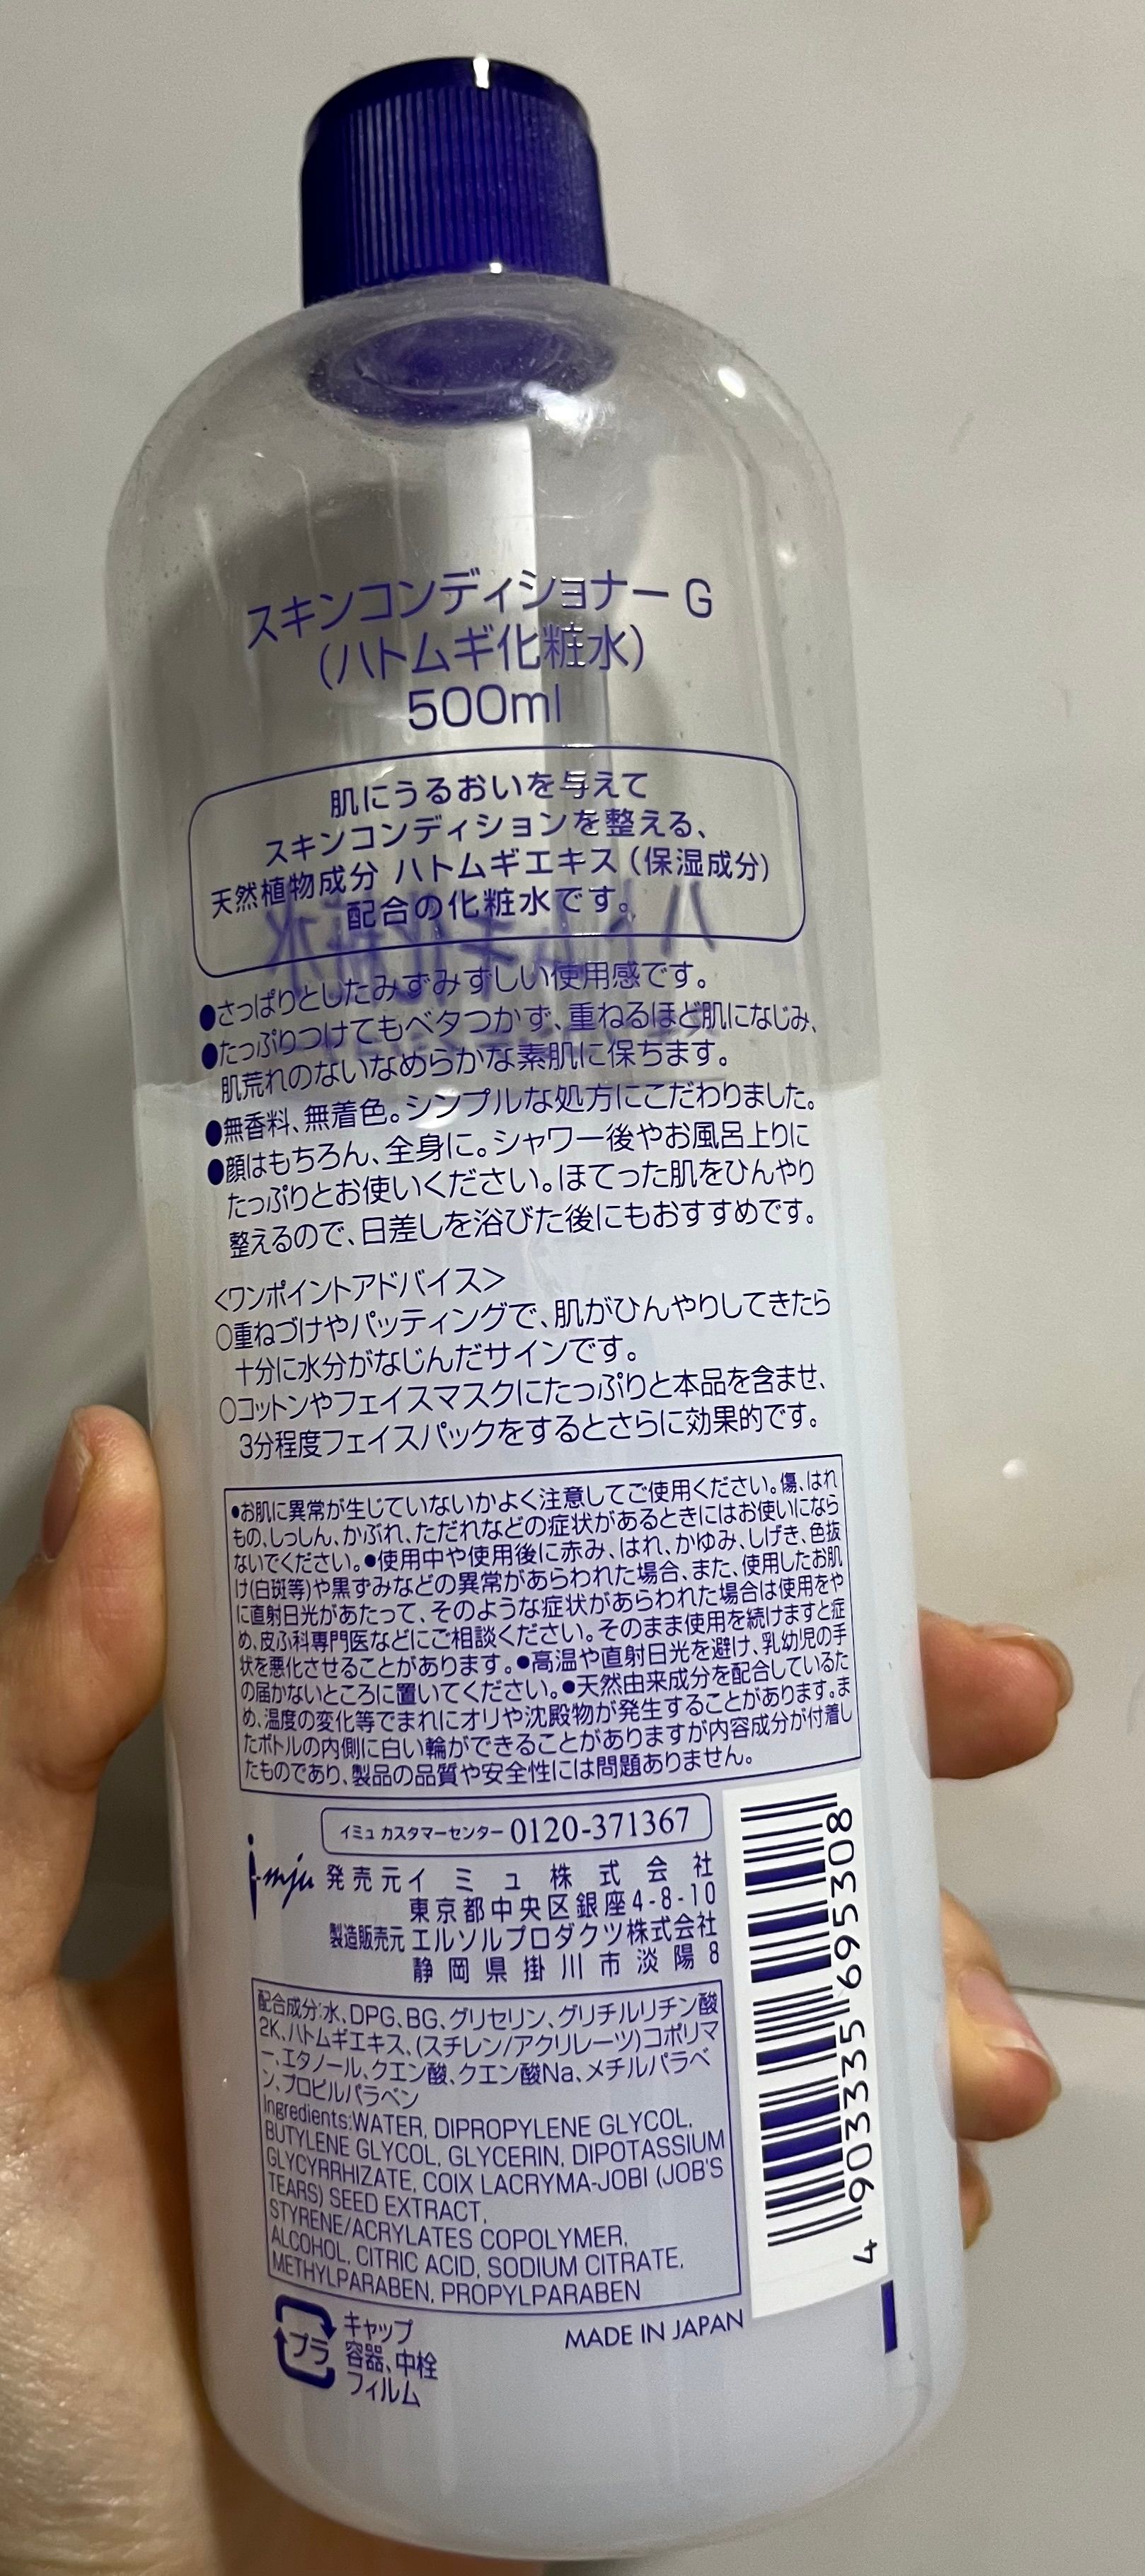 スキンコンディショナー G
(ハトムギ化粧水)
500ml
肌にうるおいを与えて
スキンコンディションを整える、
天然植物成分 ハトムギエキス(保湿成分)
配合の化粧水です。
●さっぱりとしたみずみずしい使用感です。
●たっぷりつけてもベタつかず、重ねるほど肌になじみ、
肌荒れのないなめらかな素肌に保ちます。
●無香料、無着色。シンプルな処方にこだわりました。
●顔はもちろん、全身に。シャワー後やお風呂上りに
たっぷりとお使いください。ほてった肌をひんやり
整えるので、日差しを浴びた後にもおすすめです。
<ワンポイントアドバイス>
○重ねづけやパッティングで、肌がひんやりしてきたら
十分に水分がなじんだサインです。
○コットンやフェイスマスクにたっぷりと本品を含ませ、
3分程度フェイスパックをするとさらに効果的です。
●お肌に異常が生じていないかよく注意してご使用ください。傷、はれ
もの、しっしん、かぶれ、ただれなどの症状があるときにはお使いになら
ないでください。●使用中や使用後に赤み、はれ、かゆみ、しげき、色抜
け(白斑等)や黒ずみなどの異常があらわれた場合、また、使用したお肌
に直射日光があたって、そのような症状があらわれた場合は使用をや
め、皮ふ科専門医などにご相談ください。そのまま使用を続けますと症
状を悪化させることがあります。●高温や直射日光を避け、乳幼児の手
の届かないところに置いてください。●天然由来成分を配合しているた
め、温度の変化等でまれにオリや沈殿物が発生することがあります。ま
たボトルの内側に白い輪ができることがありますが内容成分が付着し
たものであり、製品の品質や安全性には問題ありません。
イミュ カスタマーセンター 0120-371367
i-mju 発売元 イミュ株式会社
東京都中央区銀座4-8-10
製造販売元 エルソルプロダクツ株式会社
静岡県掛川市淡陽8
配合成分:水、DPG、BG、グリセリン、グリチルリチン酸
2K、ハトムギエキス、(スチレン/アクリレーツ)コポリマ
ー、エタノール、クエン酸、クエン酸Na、メチルパラベ
ン、プロピルパラベン
Ingredients:WATER, DIPROPYLENE GLYCOL,
BUTYLENE GLYCOL, GLYCERIN, DIPOTASSIUM
GLYCYRRHIZATE, COIX LACRYMA-JOBI (JOB'S
TEARS) SEED EXTRACT,
STYRENE/ACRYLATES COPOLYMER,
ALCOHOL, CITRIC ACID, SODIUM CITRATE,
METHYLPARABEN, PROPYLPARABEN
4 903335 695308
プラ
キャップ
容器、中栓
フィルム
MADE IN JAPAN